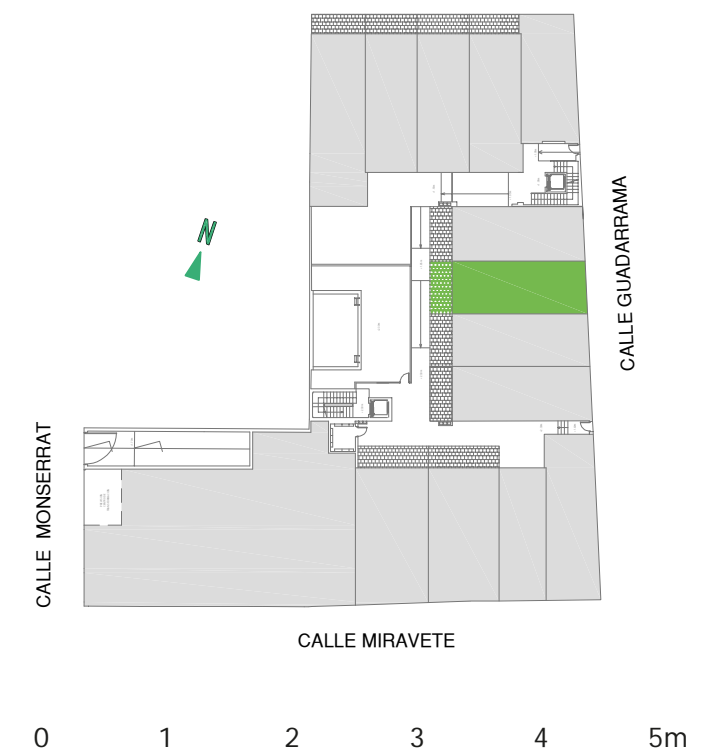 N
CALLE GUADARRAMA
CALLE MONSERRAT
CALLE MIRAVETE
0 1 2 3 4 5m